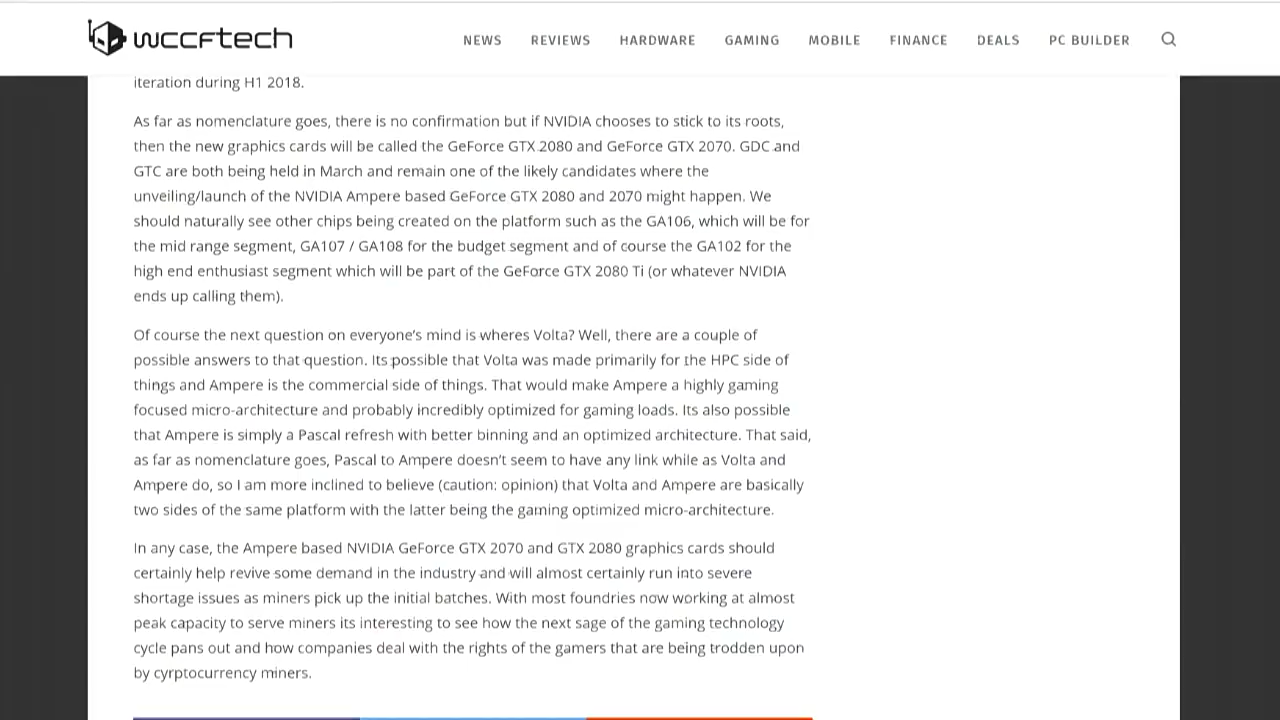 wccftech
NEWS REVIEWS HARDWARE GAMING MOBILE FINANCE DEALS PC BUILDER
iteration during H1 2018.
As far as nomenclature goes, there is no confirmation but if NVIDIA chooses to stick to its roots,
then the new graphics cards will be called the GeForce GTX 2080 and GeForce GTX 2070. GDC and
GTC are both being held in March and remain one of the likely candidates where the
unveiling/launch of the NVIDIA Ampere based GeForce GTX 2080 and 2070 might happen. We
should naturally see other chips being created on the platform such as the GA106, which will be for
the mid range segment, GA107 / GA108 for the budget segment and of course the GA102 for the
high end enthusiast segment which will be part of the GeForce GTX 2080 Ti (or whatever NVIDIA
ends up calling them).
Of course the next question on everyone's mind is wheres Volta? Well, there are a couple of
possible answers to that question. Its possible that Volta was made primarily for the HPC side of
things and Ampere is the commercial side of things. That would make Ampere a highly gaming
focused micro-architecture and probably incredibly optimized for gaming loads. Its also possible
that Ampere is simply a Pascal refresh with better binning and an optimized architecture. That said,
as far as nomenclature goes, Pascal to Ampere doesn't seem to have any link while as Volta and
Ampere do, so I am more inclined to believe (caution: opinion) that Volta and Ampere are basically
two sides of the same platform with the latter being the gaming optimized micro-architecture.
In any case, the Ampere based NVIDIA GeForce GTX 2070 and GTX 2080 graphics cards should
certainly help revive some demand in the industry and will almost certainly run into severe
shortage issues as miners pick up the initial batches. With most foundries now working at almost
peak capacity to serve miners its interesting to see how the next sage of the gaming technology
cycle pans out and how companies deal with the rights of the gamers that are being trodden upon
by cyrptocurrency miners.